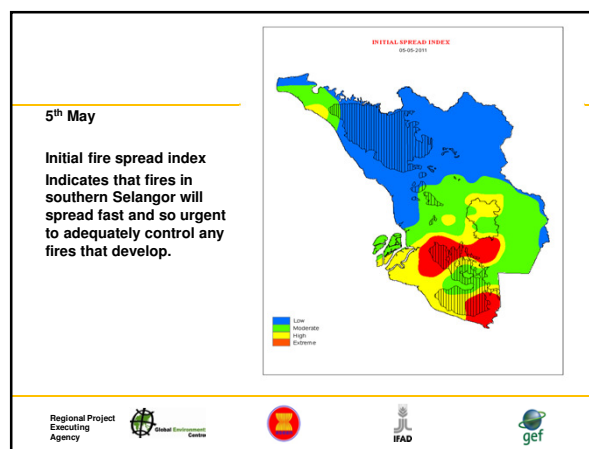 INITIAL SPREAD INDEX
05-05-2011
5th May
Initial fire spread index
Indicates that fires in
southern Selangor will
spread fast and so urgent
to adequately control any
fires that develop.
Low
Moderate
High
Extreme
Regional Project
Executing
Agency
Global Environment
Centre
IFAD
gef